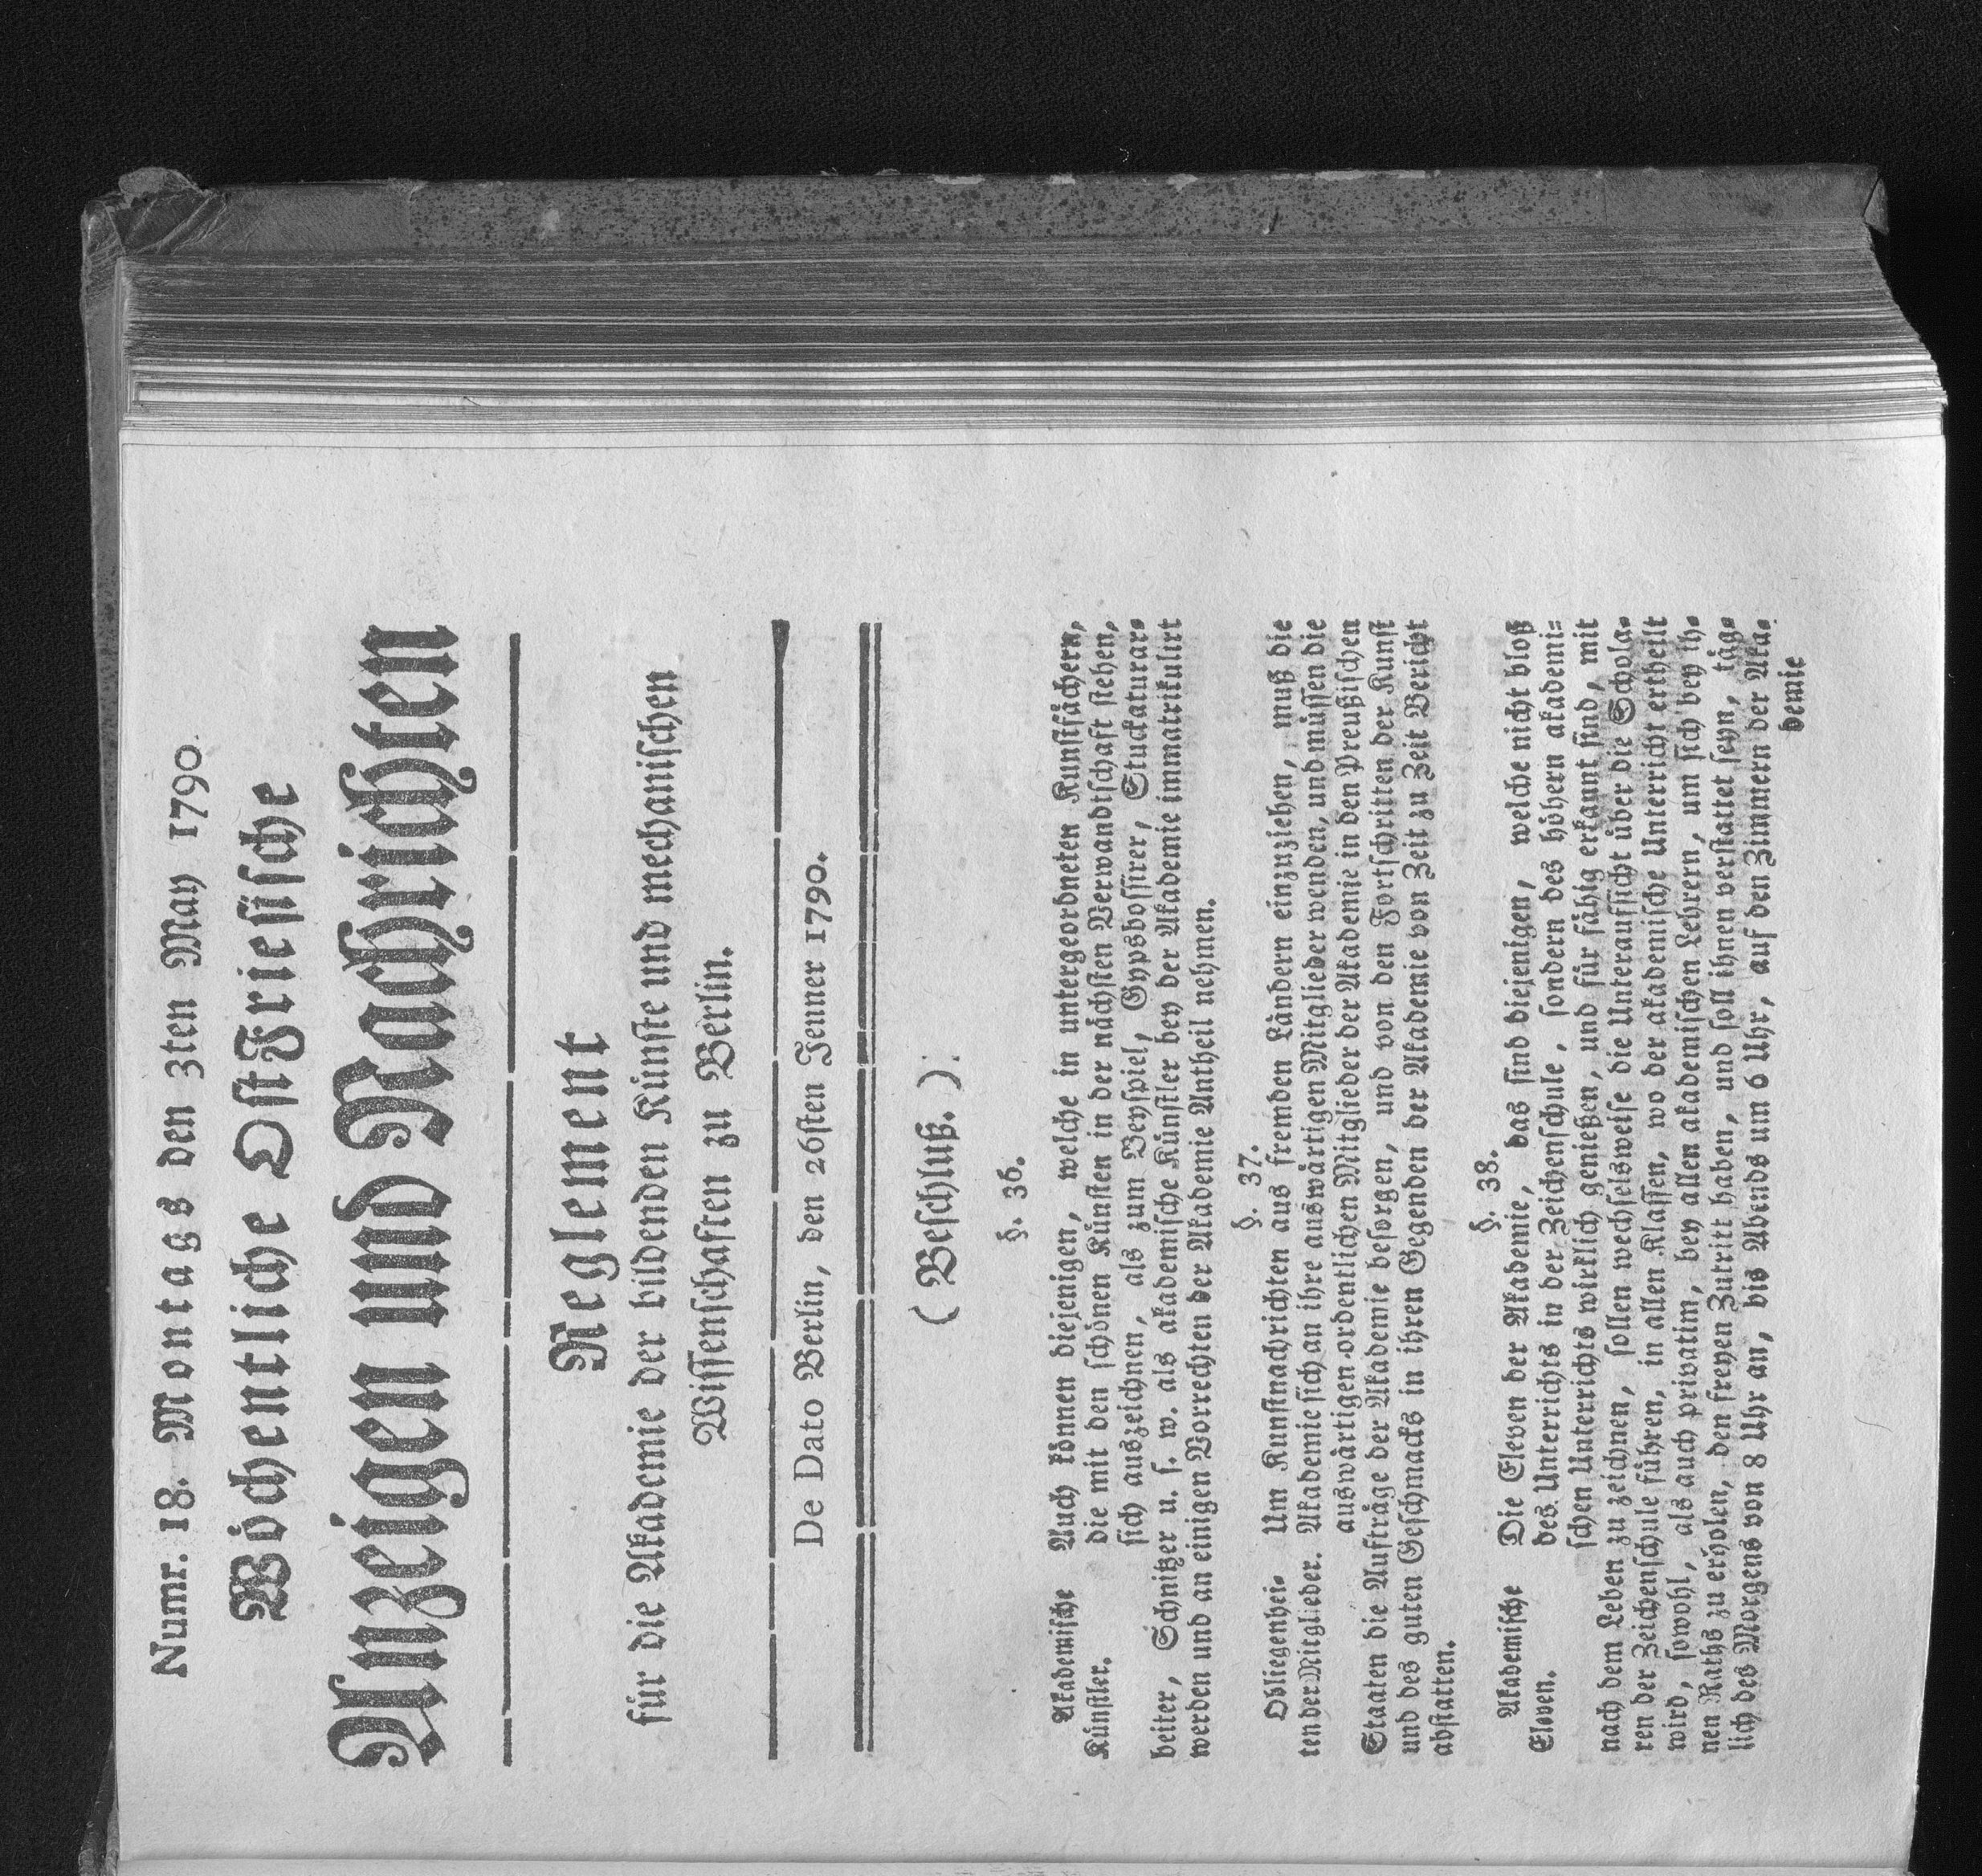 Numr. 18. Montags den 3ten May 1790.
Wöchentliche OstFriesische
Anzeigen und Nachrichten
Reglement
für die Akademie der bildenden Künste und mechanischen
Wissenschaften zu Berlin.
De Dato Berlin, den 26sten Jenner 1790.
( Beschluß. )
§. 36.
Akademische Künstler.
Auch können diejenigen, welche in untergeordneten Kunstfächern,
die mit den schönen Künsten in der nächsten Verwandtschaft stehen,
sich auszeichnen, als zum Beyspiel, Gypsbossirer, Stuckaturar-
beiter, Schnitzer u. s. w. als akademische Künstler bey der Akademie immatrikulirt
werden und an einigen Vorrechten der Akademie Antheil nehmen.
§. 37.
Obliegenhei-
ten der Mitglieder.
Um Kunstnachrichten aus fremden Ländern einzuziehen, muß die
Akademie sich an ihre auswärtigen Mitglieder wenden, und müssen die
auswärtigen ordentlichen Mitglieder der Akademie in den Preußischen
Staaten die Aufträge der Akademie besorgen, und von den Fortschritten der Kunst
und des guten Geschmacks in ihren Gegenden der Akademie von Zeit zu Zeit Bericht
abstatten.
§. 38.
Akademische
Eleven.
Die Eleven der Akademie, das sind diejenigen, welche nicht bloß
des Unterrichts in der Zeichenschule, sondern des höhern akademi-
schen Unterrichts wirklich genießen, und für fähig erkannt sind, mit
nach dem Leben zu zeichnen, sollen wechselsweise die Unteraufsicht über die Schola-
ren der Zeichenschule führen, in allen Klassen, wo der akademische Unterricht ertheilt
wird, sowohl, als auch privatim, bey allen akademischen Lehrern, um sich bey ih-
nen Raths zu erholen, den freyen Zutritt haben, und soll ihnen verstattet seyn, täg-
lich des Morgens von 8 Uhr an, bis Abends um 6 Uhr, auf den Zimmern der Aka-
demie